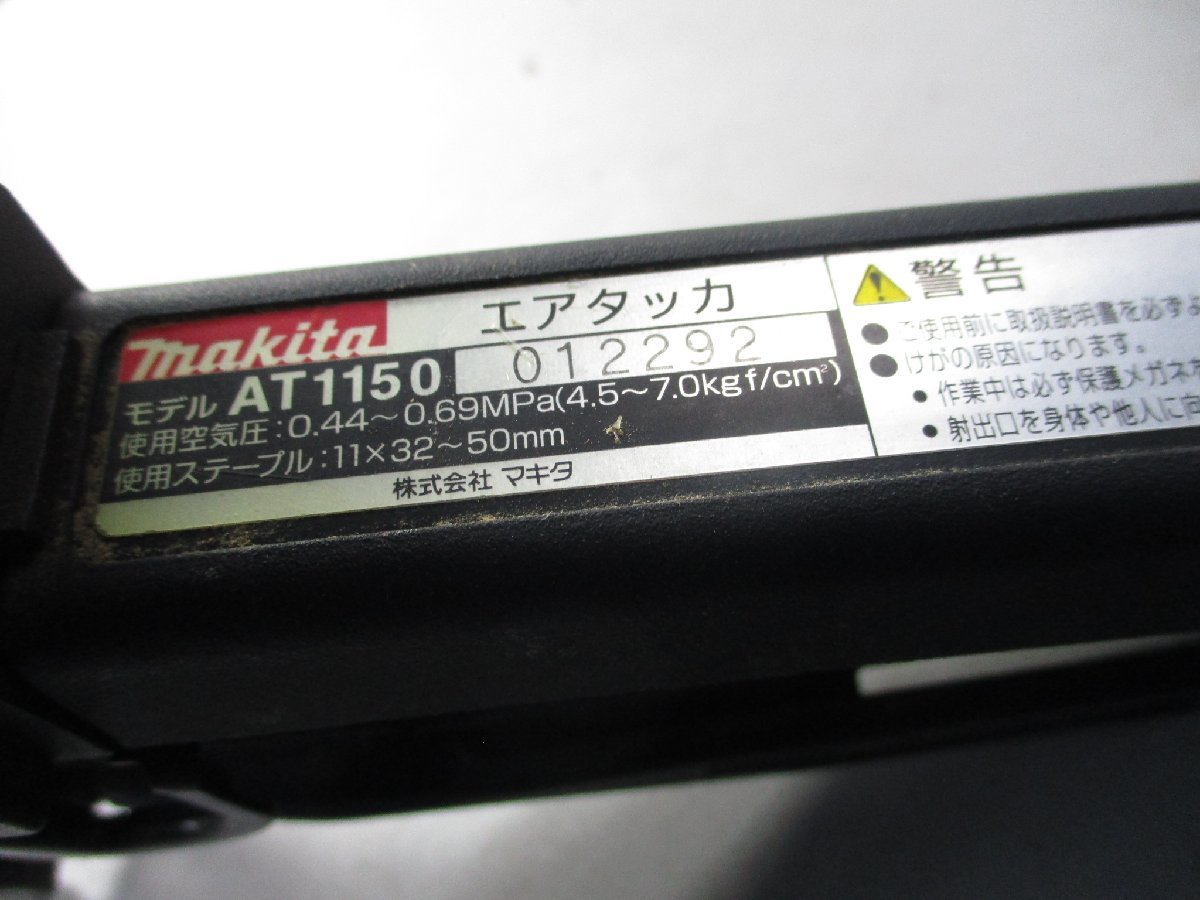 makita エアタッカ
モデル AT1150 012292
使用空気圧:0.44～0.69MPa(4.5～7.0kgf/cm²)
使用ステープル:11×32～50mm
株式会社 マキタ
警告
●ご使用前に取扱説明書を必ずよ
●けがの原因になります。
•作業中は必ず保護メガネを
•射出口を身体や他人に向